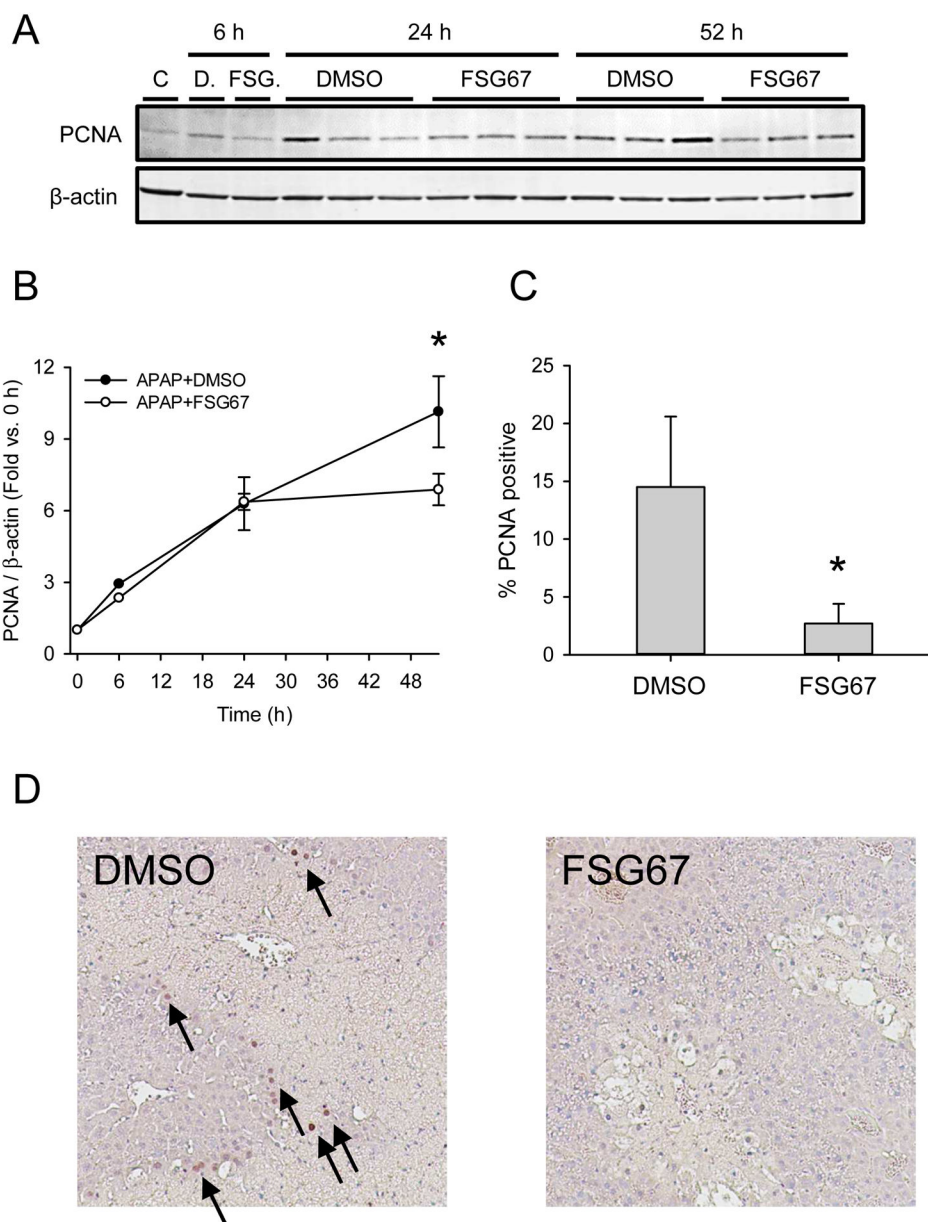 A
6 h 24 h 52 h
C D. FSG. DMSO FSG67 DMSO FSG67
PCNA
β-actin
B
*
PCNA / β-actin (Fold vs. 0 h)
12
9
6
3
0
APAP+DMSO
APAP+FSG67
0 6 12 18 24 30 36 42 48
Time (h)
C
% PCNA positive
25
20
15
10
5
0
*
DMSO FSG67
D
DMSO
FSG67